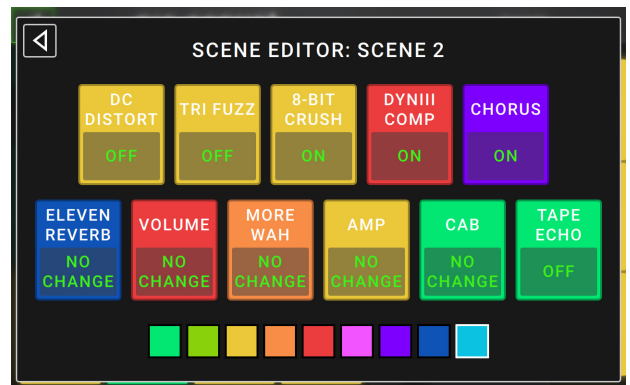 SCENE EDITOR: SCENE 2
DC
DISTORT
OFF
TRI FUZZ
OFF
8-BIT
CRUSH
ON
DYNIII
COMP
ON
CHORUS
ON
ELEVEN
REVERB
NO
CHANGE
VOLUME
NO
CHANGE
MORE
WAH
NO
CHANGE
AMP
NO
CHANGE
CAB
NO
CHANGE
TAPE
ECHO
OFF